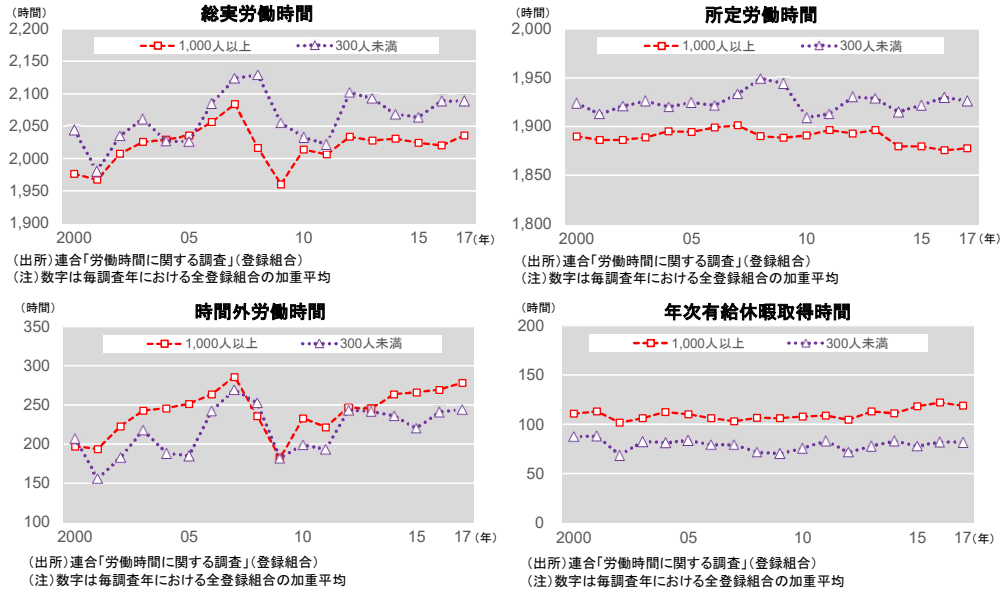 総実労働時間
（時間）
2,200
2,150
2,100
2,050
2,000
1,950
1,900
1,000人以上
300人未満
2000
05
10
15
17（年）
（出所）連合「労働時間に関する調査」（登録組合）
（注）数字は毎調査年における全登録組合の加重平均
所定労働時間
（時間）
2,000
1,950
1,900
1,850
1,800
1,000人以上
300人未満
2000
05
10
15
17（年）
（出所）連合「労働時間に関する調査」（登録組合）
（注）数字は毎調査年における全登録組合の加重平均
時間外労働時間
（時間）
350
300
250
200
150
100
1,000人以上
300人未満
2000
05
10
15
17（年）
（出所）連合「労働時間に関する調査」（登録組合）
（注）数字は毎調査年における全登録組合の加重平均
年次有給休暇取得時間
（時間）
200
150
100
50
0
1,000人以上
300人未満
2000
05
10
15
17（年）
（出所）連合「労働時間に関する調査」（登録組合）
（注）数字は毎調査年における全登録組合の加重平均